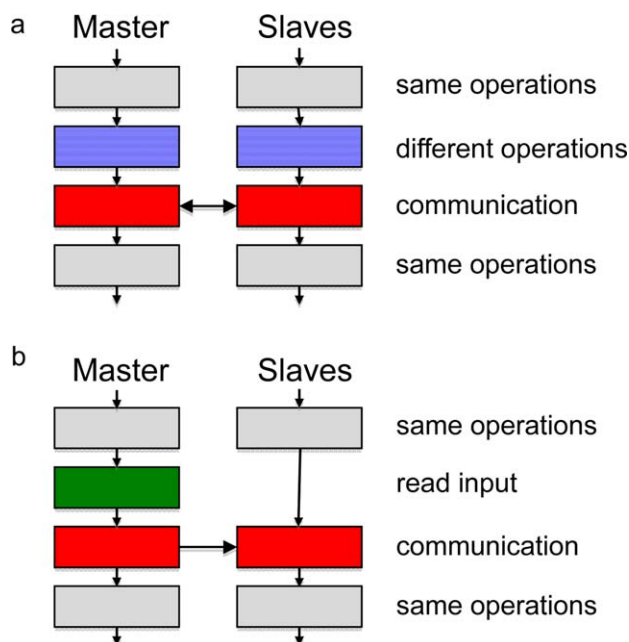 a
Master Slaves
same operations
different operations
communication
same operations
b
Master Slaves
same operations
read input
communication
same operations